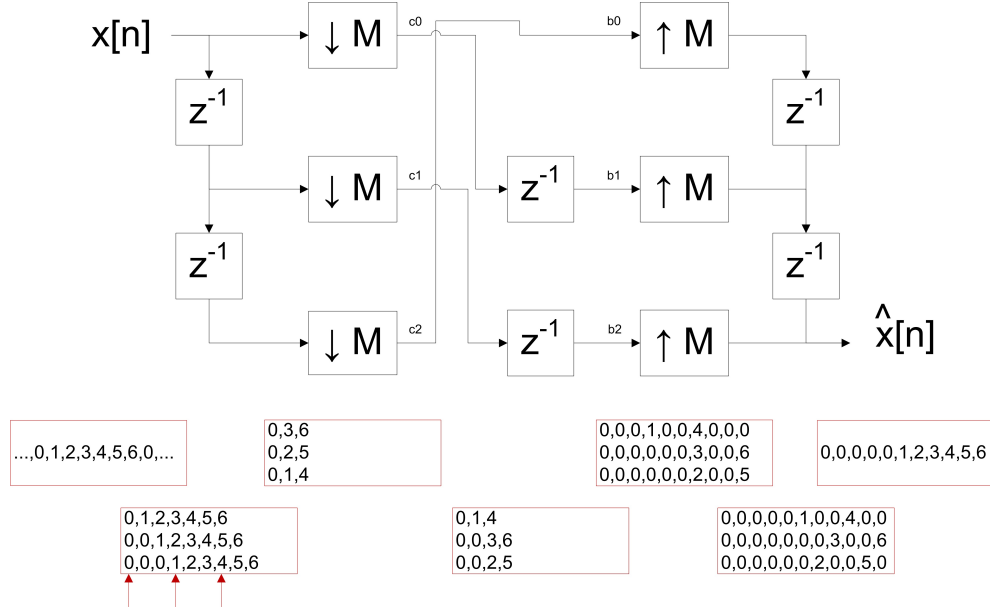 x[n]
↓ M
c0
b0
↑ M
z-1
z-1
↓ M
c1
z-1
b1
↑ M
z-1
z-1
↓ M
c2
z-1
b2
↑ M
^
x[n]
...,0,1,2,3,4,5,6,0,...
0,3,6
0,2,5
0,1,4
0,0,0,1,0,0,4,0,0,0
0,0,0,0,0,0,3,0,0,6
0,0,0,0,0,0,2,0,0,5
0,0,0,0,0,1,2,3,4,5,6
0,1,2,3,4,5,6
0,0,1,2,3,4,5,6
0,0,0,1,2,3,4,5,6
0,1,4
0,0,3,6
0,0,2,5
0,0,0,0,0,1,0,0,4,0,0
0,0,0,0,0,0,0,3,0,0,6
0,0,0,0,0,0,2,0,0,5,0